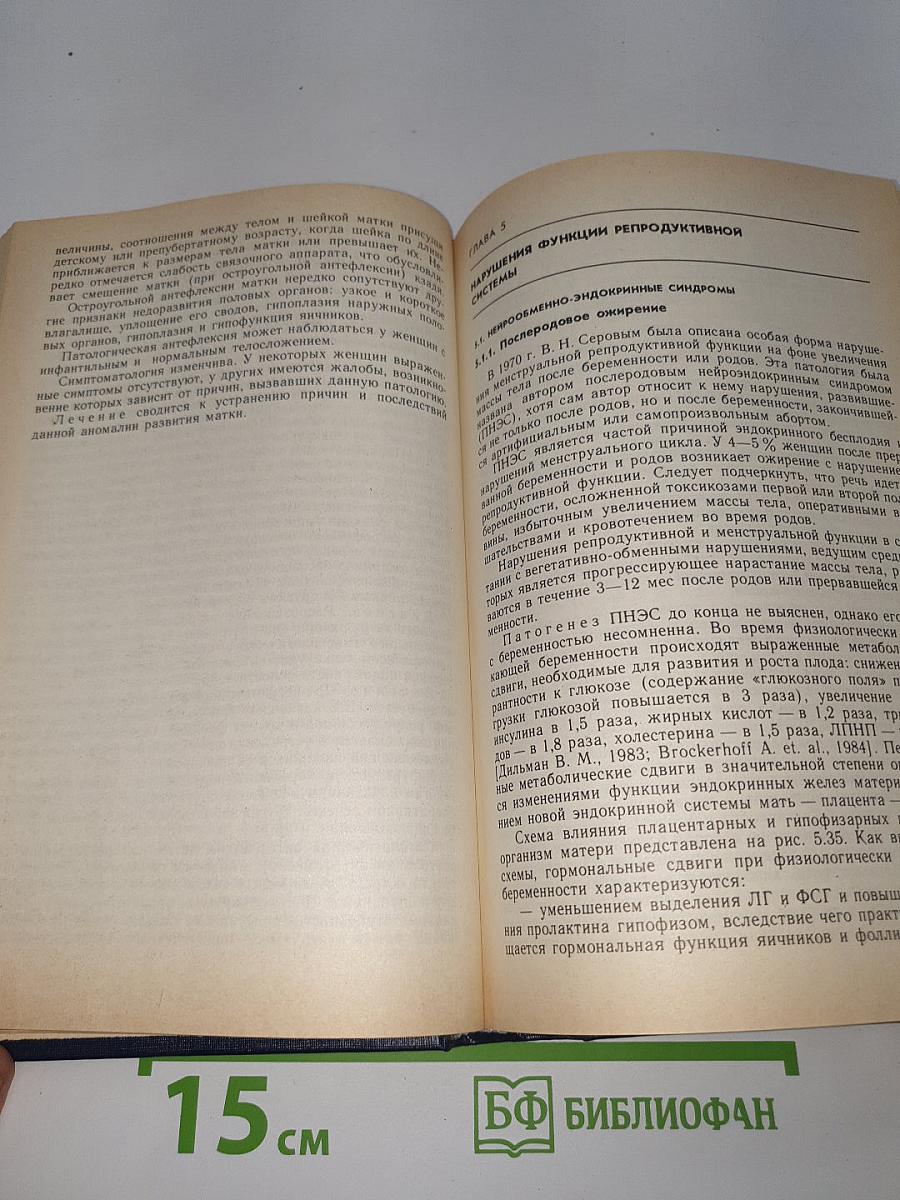 величины, соотношения между телом и шейкой матки присущи
детскому или препубертатному возрасту, когда шейка по длине
приближается к размерам тела матки или превышает их. Не-
редко отмечается слабость связочного аппарата, что обусловли-
вает смещение матки (при остроугольной антефлексии) кзади.
Остроугольной антефлексии матки нередко сопутствуют дру-
гие признаки недоразвития половых органов: узкое и короткое
влагалище, уплощение его сводов, гипоплазия наружных поло-
вых органов, гипоплазия и гипофункция яичников.
Патологическая антефлексия может наблюдаться у женщин с
инфантильным и нормальным телосложением.
Симптоматология изменчива. У некоторых женщин выражен-
ные симптомы отсутствуют, у других имеются жалобы, возникно-
вение которых зависит от причин, вызвавших данную патологию.
Лечение сводится к устранению причин и последствий
данной аномалии развития матки.
ГЛАВА 5
НАРУШЕНИЯ ФУНКЦИИ РЕПРОДУКТИВНОЙ
СИСТЕМЫ
5.1. НЕЙРООБМЕННО-ЭНДОКРИННЫЕ СИНДРОМЫ
5.1.1. Послеродовое ожирение
В 1970 г. В. Н. Серовым была описана особая форма наруше-
ний менструальной репродуктивной функции на фоне увеличения
массы тела после беременности или родов. Эта патология была
названа автором послеродовым нейроэндокринным синдромом
(ПНЭС), хотя сам автор относит к нему нарушения, развившие-
ся не только после родов, но и после беременности, закончившей-
ся артифициальным или самопроизвольным абортом.
ПНЭС является частой причиной эндокринного бесплодия и
нарушений менструального цикла. У 4—5% женщин после прер
ванной беременности и родов возникает ожирение с нарушение
репродуктивной функции. Следует подчеркнуть, что речь идет
беременности, осложненной токсикозами первой или второй пол
вины, избыточным увеличением массы тела, оперативными в
шательствами и кровотечением во время родов.
Нарушения репродуктивной и менструальной функции в с
тании с вегетативно-обменными нарушениями, ведущим сред
торых является прогрессирующее нарастание массы тела, р
ваются в течение 3—12 мес после родов или прервавшейся
менности.
Патогенез ПНЭС до конца не выяснен, однако его
с беременностью несомненна. Во время физиологически
кающей беременности происходят выраженные метабол
сдвиги, необходимые для развития и роста плода: снижен
рантности к глюкозе (содержание «глюкозного поля» п
грузки глюкозой повышается в 3 раза), увеличение
инсулина в 1,5 раза, жирных кислот — в 1,2 раза, три
дов — в 1,8 раза, холестерина — в 1,5 раза, ЛПНП —
[Дильман В. М., 1983; Brockerhoff A. et. al., 1984]. Пе
ные метаболические сдвиги в значительной степени оп
ся изменениями функции эндокринных желез матери
нием новой эндокринной системы мать — плацента —
Схема влияния плацентарных и гипофизарных
организм матери представлена на рис. 5.35. Как ви
схемы, гормональные сдвиги при физиологически
беременности характеризуются:
— уменьшением выделения ЛГ и ФСГ и повыш
ния пролактина гипофизом, вследствие чего практ
щается гормональная функция яичников и фолли
15 см
БФ БИБЛИОФАН